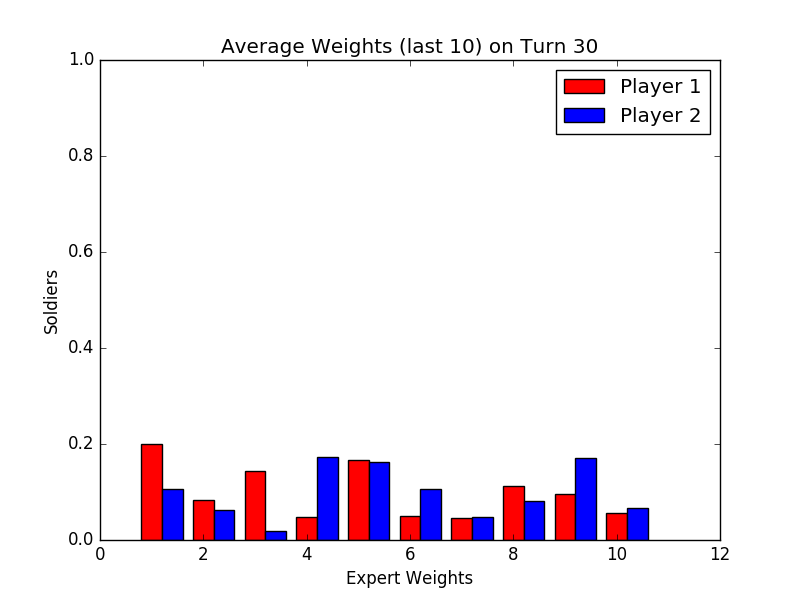 Average Weights (last 10) on Turn 30
Player 1
Player 2
1.0
0.8
0.6
0.4
0.2
0.0
Soldiers
0 2 4 6 8 10 12
Expert Weights